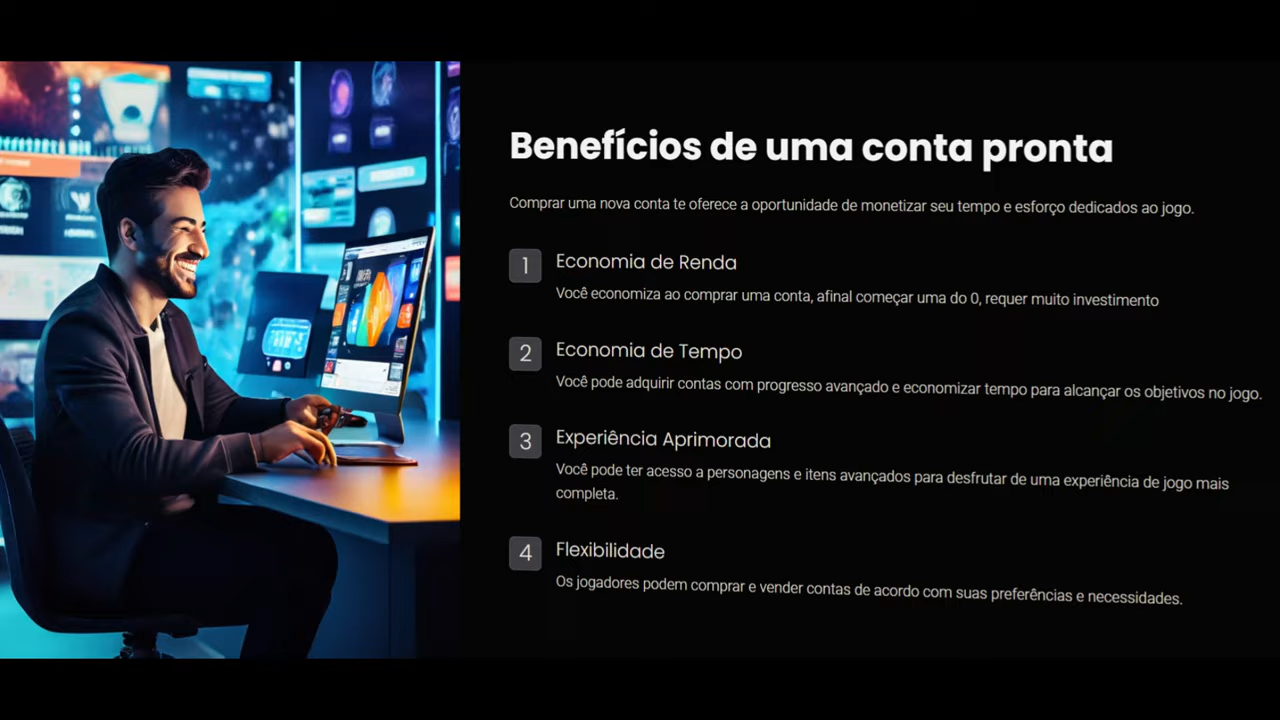 Benefícios de uma conta pronta
Comprar uma nova conta te oferece a oportunidade de monetizar seu tempo e esforço dedicados ao jogo.
1 Economia de Renda
Você economiza ao comprar uma conta, afinal começar uma do 0, requer muito investimento
2 Economia de Tempo
Você pode adquirir contas com progresso avançado e economizar tempo para alcançar os objetivos no jogo.
3 Experiência Aprimorada
Você pode ter acesso a personagens e itens avançados para desfrutar de uma experiência de jogo mais
completa.
4 Flexibilidade
Os jogadores podem comprar e vender contas de acordo com suas preferências e necessidades.